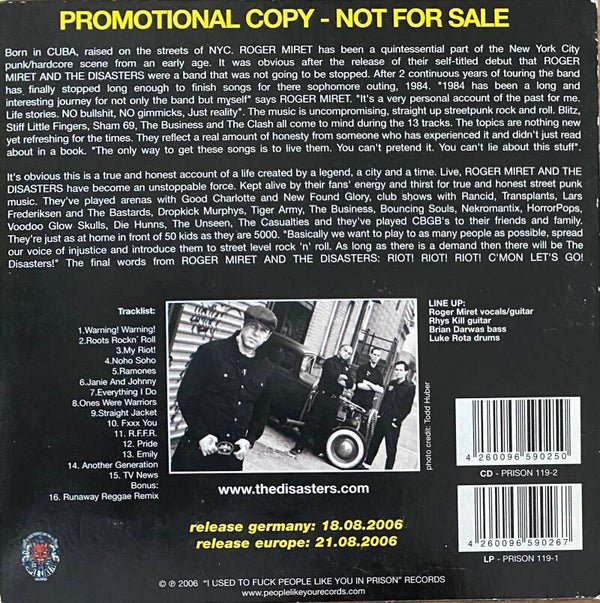 PROMOTIONAL COPY - NOT FOR SALE
Born in CUBA, raised on the streets of NYC. ROGER MIRET has been a quintessential part of the New York City
punk/hardcore scene from an early age. It was obvious after the release of their self-titled debut that ROGER
MIRET AND THE DISASTERS were a band that was not going to be stopped. After 2 continuous years of touring the band
has finally stopped long enough to finish songs for there sophomore outing, 1984. "1984 has been a long and
interesting journey for not only the band but myself" says ROGER MIRET. "It's a very personal account of the past for me.
Life stories. NO bullshit, NO gimmicks, Just reality". The music is uncompromising, straight up streetpunk rock and roll. Blitz,
Stiff Little Fingers, Sham 69, The Business and The Clash all come to mind during the 13 tracks. The topics are nothing new
yet refreshing for the times. They reflect a real amount of honesty from someone who has experienced it and didn't just read
about in a book. "The only way to get these songs is to live them. You can't pretend it. You can't lie about this stuff".
It's obvious this is a true and honest account of a life created by a legend, a city and a time. Live, ROGER MIRET AND THE
DISASTERS have become an unstoppable force. Kept alive by their fans' energy and thirst for true and honest street punk
music. They've played arenas with Good Charlotte and New Found Glory, club shows with Rancid, Transplants, Lars
Frederiksen and The Bastards, Dropkick Murphys, Tiger Army, The Business, Bouncing Souls, Nekromantix, HorrorPops,
Voodoo Glow Skulls, Die Hunns, The Unseen, The Casualties and they've played CBGB's to their friends and family,
They're just as at home in front of 50 kids as they are 5000. "Basically we want to play to as many people as possible, spread
our voice of injustice and introduce them to street level rock 'n' roll. As long as there is a demand then there will be The
Disasters!" The final words from ROGER MIRET AND THE DISASTERS: RIOT! RIOT! RIOT! C'MON LET'S GO!
Tracklist:
1.Warning! Warning!
2.Roots Rockn' Roll
3.My Riot!
4.Noho Soho
5.Ramones
6.Janie And Johnny
7.Everything I Do
8.Ones Were Warriors
9.Straight Jacket
10. Fxxx You
11. R.F.F.R.
12. Pride
13. Emily
14. Another Generation
15. TV News
Bonus:
16. Runaway Reggae Remix
photo credit: Todd Huber
LINE UP:
Roger Miret vocals/guitar
Rhys Kill guitar
Brian Darwas bass
Luke Rota drums
4 260096 590250
CD - PRISON 119-2
4 260096 590267
LP - PRISON 119-1
www.thedisasters.com
release germany: 18.08.2006
release europe: 21.08.2006
© ℗ 2006 "I USED TO FUCK PEOPLE LIKE YOU IN PRISON" RECORDS
www.peoplelikeyourecords.com